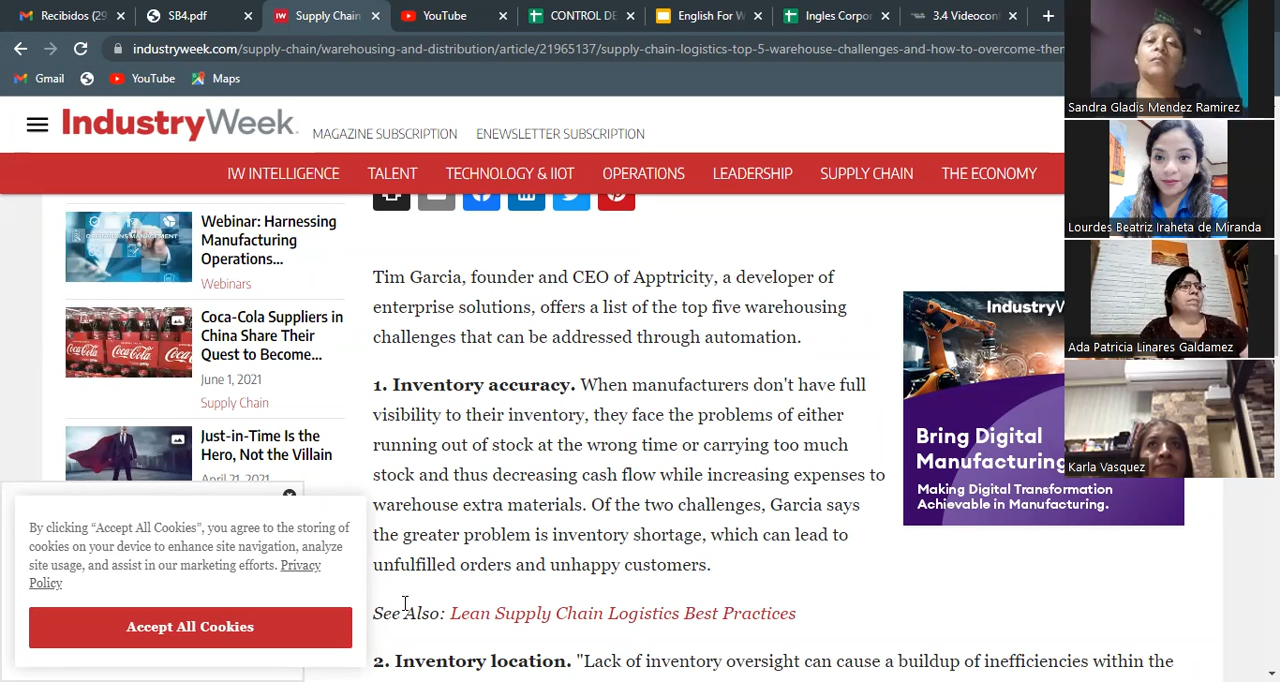 Recibidos (29
SB4.pdf
Supply Chain
YouTube
CONTROL DE
English For W
Ingles Corpor
3.4 Videocon
industryweek.com/supply-chain/warehousing-and-distribution/article/21965137/supply-chain-logistics-top-5-warehouse-challenges-and-how-to-overcome-them
Gmail
YouTube
Maps
IndustryWeek.
MAGAZINE SUBSCRIPTION
ENEWSLETTER SUBSCRIPTION
IW INTELLIGENCE
TALENT
TECHNOLOGY & IIOT
OPERATIONS
LEADERSHIP
SUPPLY CHAIN
THE ECONOMY
Webinar: Harnessing
Manufacturing
Operations...
Webinars
Coca-Cola Suppliers in
China Share Their
Quest to Become...
June 1, 2021
Supply Chain
Just-in-Time Is the
Hero, Not the Villain
April 21, 2021
By clicking “Accept All Cookies”, you agree to the storing of
cookies on your device to enhance site navigation, analyze
site usage, and assist in our marketing efforts. Privacy
Policy
Accept All Cookies
Tim Garcia, founder and CEO of Apptricity, a developer of
enterprise solutions, offers a list of the top five warehousing
challenges that can be addressed through automation.
1. Inventory accuracy. When manufacturers don't have full
visibility to their inventory, they face the problems of either
running out of stock at the wrong time or carrying too much
stock and thus decreasing cash flow while increasing expenses to
warehouse extra materials. Of the two challenges, Garcia says
the greater problem is inventory shortage, which can lead to
unfulfilled orders and unhappy customers.
See Also: Lean Supply Chain Logistics Best Practices
2. Inventory location. "Lack of inventory oversight can cause a buildup of inefficiencies within the
IndustryW
Bring Digital
Manufacturing
Making Digital Transformation
Achievable in Manufacturing.
Sandra Gladis Mendez Ramirez
Lourdes Beatriz Iraheta de Miranda
Ada Patricia Linares Galdamez
Karla Vasquez